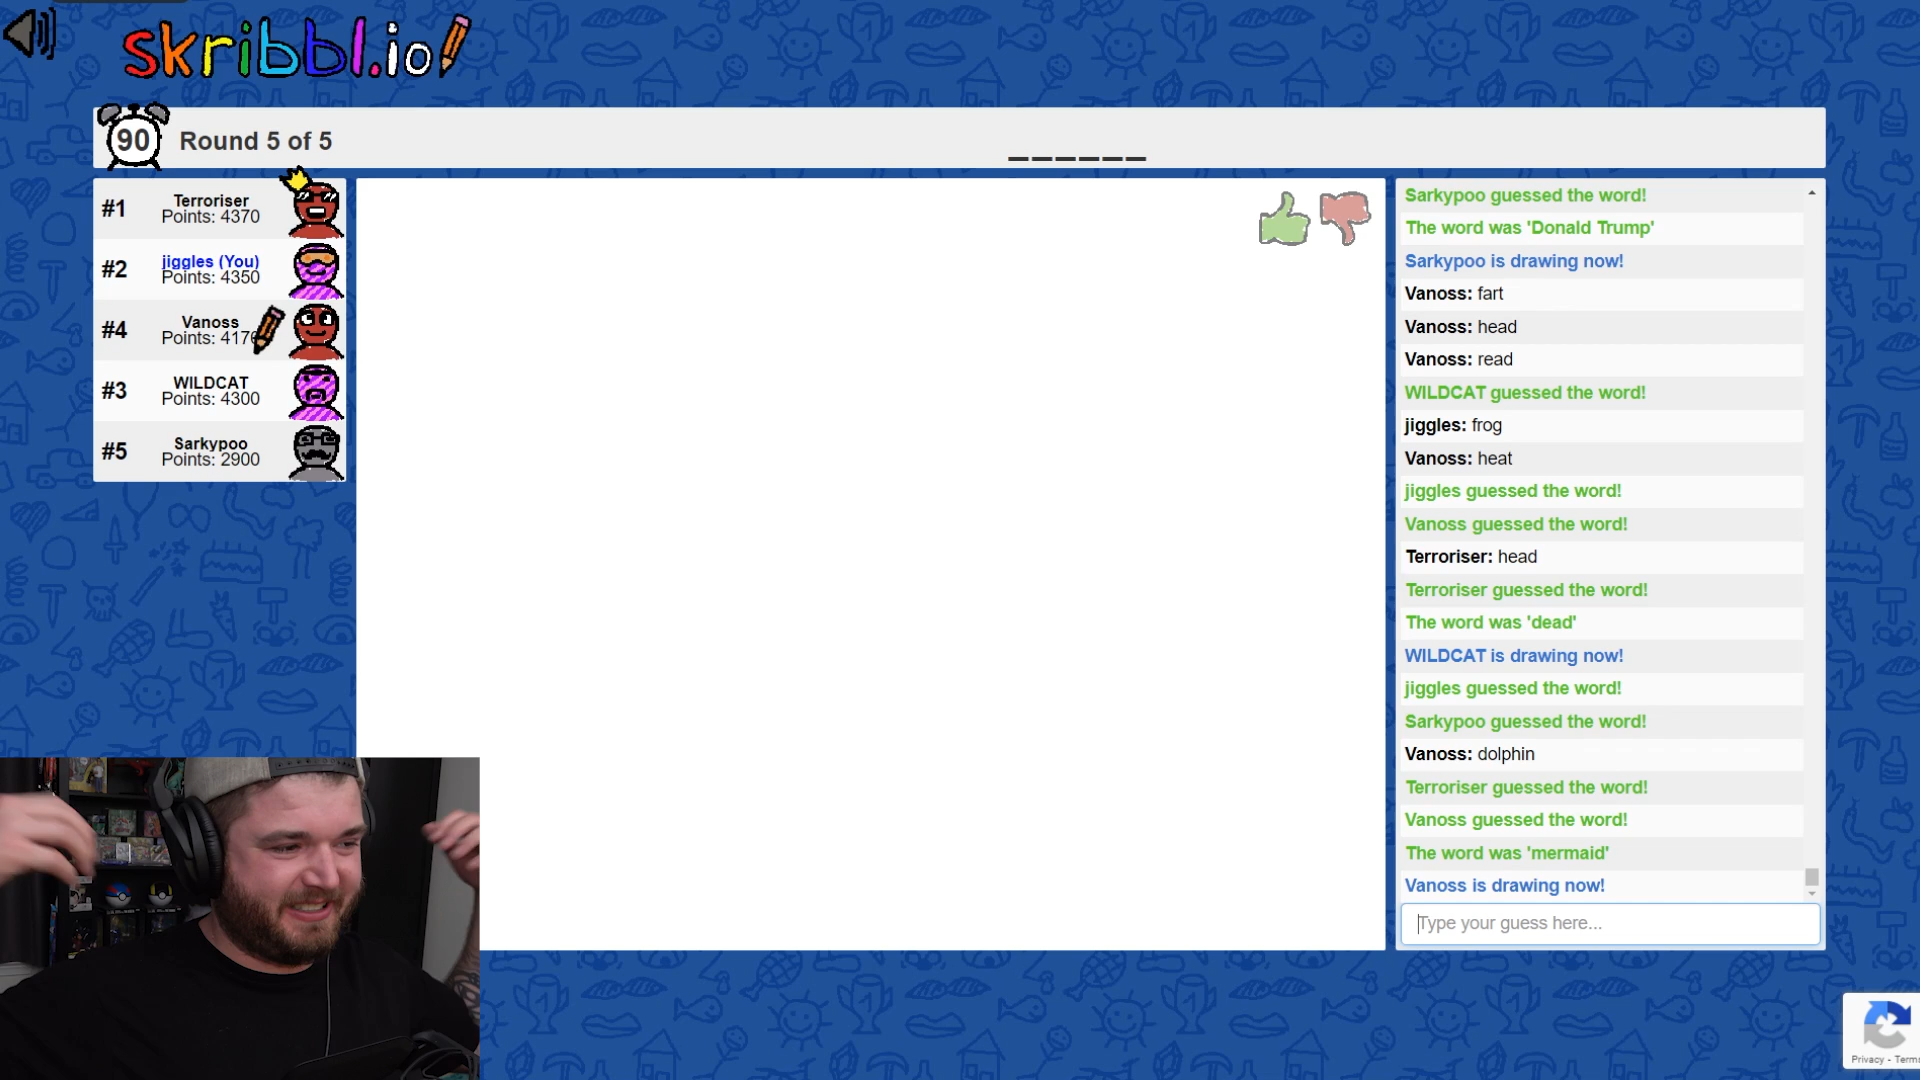 skribbl.io
90
Round 5 of 5
______
#1
Terroriser
Points: 4370
#2
jiggles (You)
Points: 4350
#4
Vanoss
Points: 4170
#3
WILDCAT
Points: 4300
#5
Sarkypoo
Points: 2900
Sarkypoo guessed the word!
The word was 'Donald Trump'
Sarkypoo is drawing now!
Vanoss: fart
Vanoss: head
Vanoss: read
WILDCAT guessed the word!
jiggles: frog
Vanoss: heat
jiggles guessed the word!
Vanoss guessed the word!
Terroriser: head
Terroriser guessed the word!
The word was 'dead'
WILDCAT is drawing now!
jiggles guessed the word!
Sarkypoo guessed the word!
Vanoss: dolphin
Terroriser guessed the word!
Vanoss guessed the word!
The word was 'mermaid'
Vanoss is drawing now!
Type your guess here...
Privacy - Terms